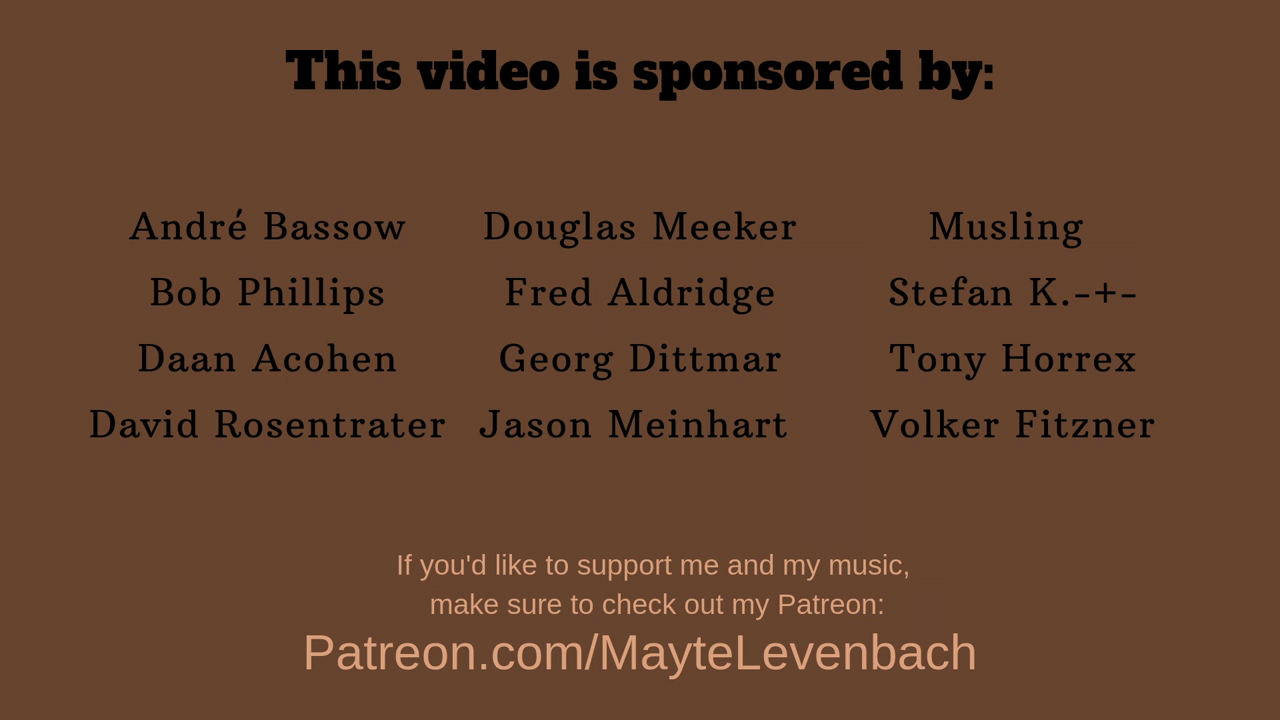 This video is sponsored by:
André Bassow
Bob Phillips
Daan Acohen
David Rosentrater
Douglas Meeker
Fred Aldridge
Georg Dittmar
Jason Meinhart
Musling
Stefan K.-+-
Tony Horrex
Volker Fitzner
If you'd like to support me and my music,
make sure to check out my Patreon:
Patreon.com/MayteLevenbach